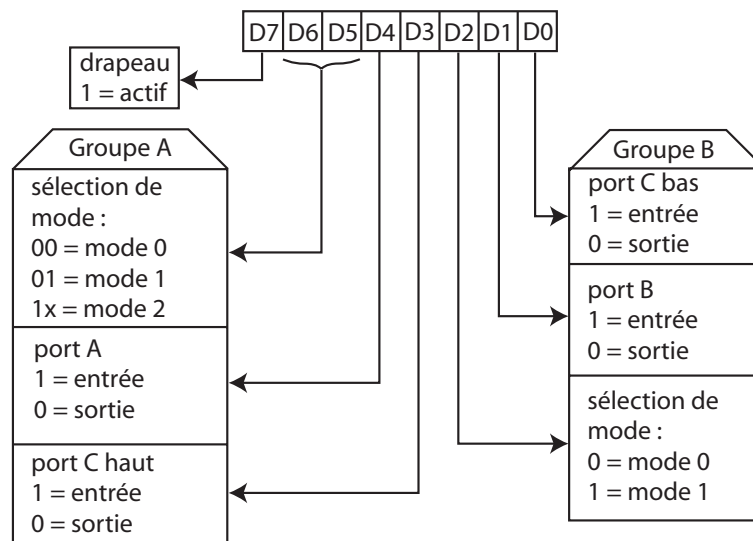 D7 D6 D5 D4 D3 D2 D1 D0
drapeau
1 = actif
Groupe A
sélection de
mode :
00 = mode 0
01 = mode 1
1x = mode 2
port A
1 = entrée
0 = sortie
port C haut
1 = entrée
0 = sortie
Groupe B
port C bas
1 = entrée
0 = sortie
port B
1 = entrée
0 = sortie
sélection de
mode :
0 = mode 0
1 = mode 1